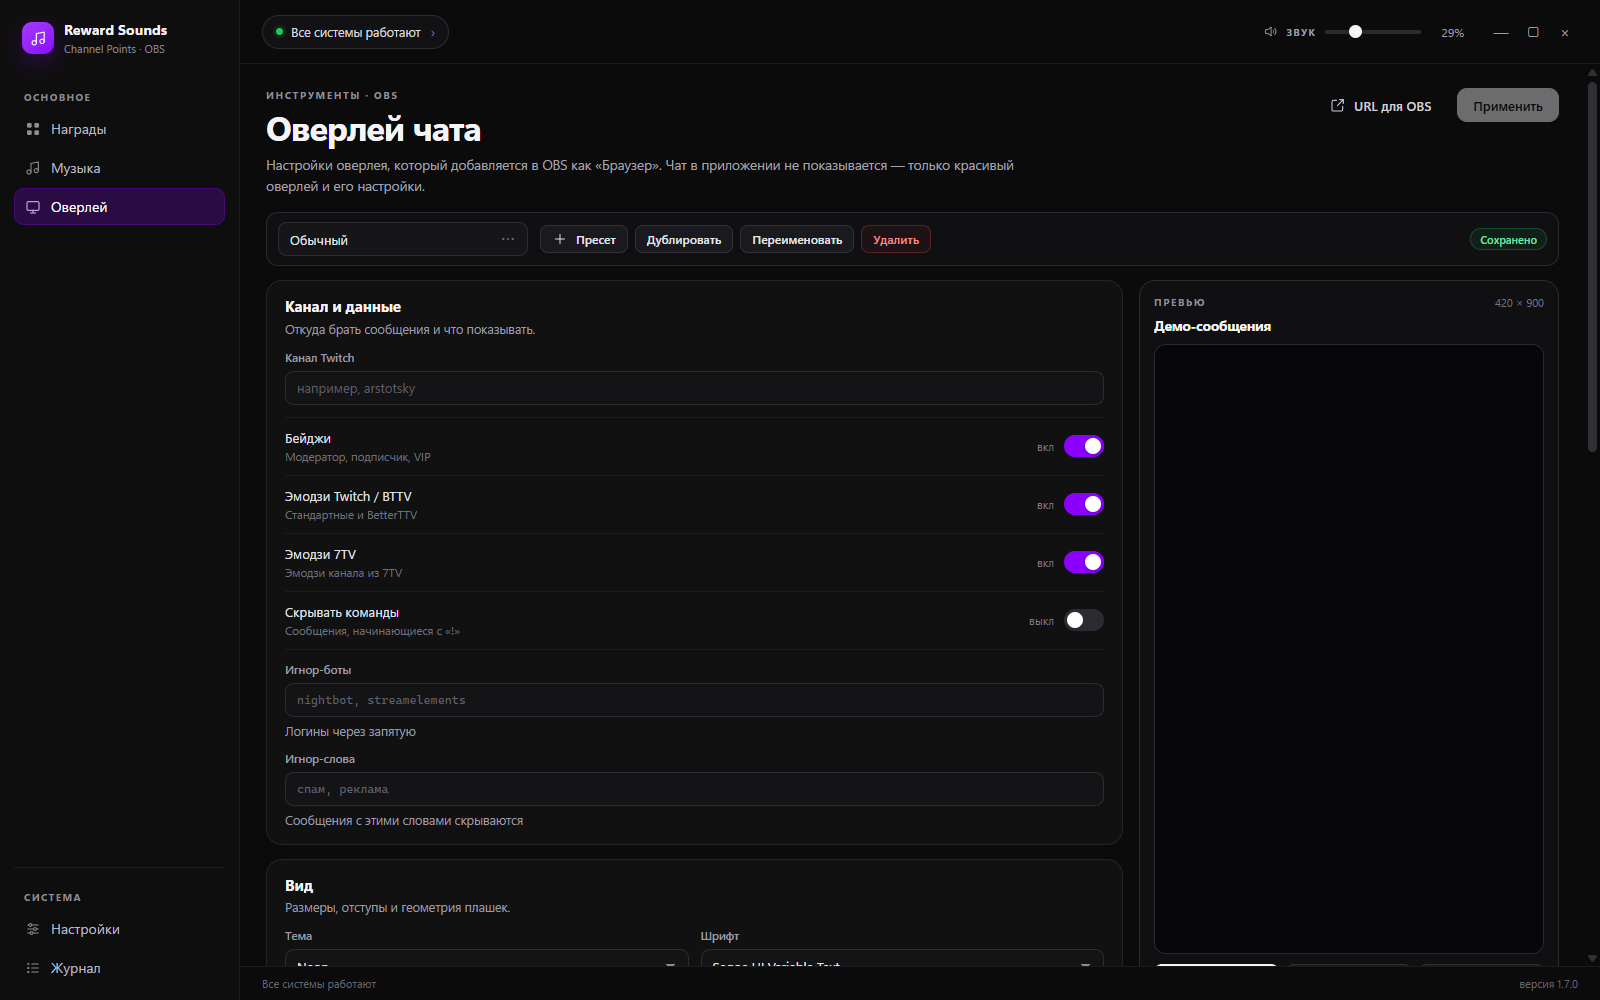 Reward Sounds
Channel Points · OBS
ОСНОВНОЕ
Награды
Музыка
Оверлей
СИСТЕМА
Настройки
Журнал
Все системы работают ›
ЗВУК
29%
ИНСТРУМЕНТЫ · OBS
Оверлей чата
Настройки оверлея, который добавляется в OBS как «Браузер». Чат в приложении не показывается — только красивый
оверлей и его настройки.
URL для OBS
Применить
Обычный
Пресет
Дублировать
Переименовать
Удалить
Сохранено
Канал и данные
Откуда брать сообщения и что показывать.
Канал Twitch
например, arstotsky
Бейджи
Модератор, подписчик, VIP
вкл
Эмодзи Twitch / BTTV
Стандартные и BetterTTV
вкл
Эмодзи 7TV
Эмодзи канала из 7TV
вкл
Скрывать команды
Сообщения, начинающиеся с «!»
выкл
Игнор-боты
nightbot, streamelements
Логины через запятую
Игнор-слова
спам, реклама
Сообщения с этими словами скрываются
Вид
Размеры, отступы и геометрия плашек.
Тема
Шрифт
Segoe UI Variable Text
ПРЕВЬЮ
420 × 900
Демо-сообщения
Все системы работают
версия 1.7.0